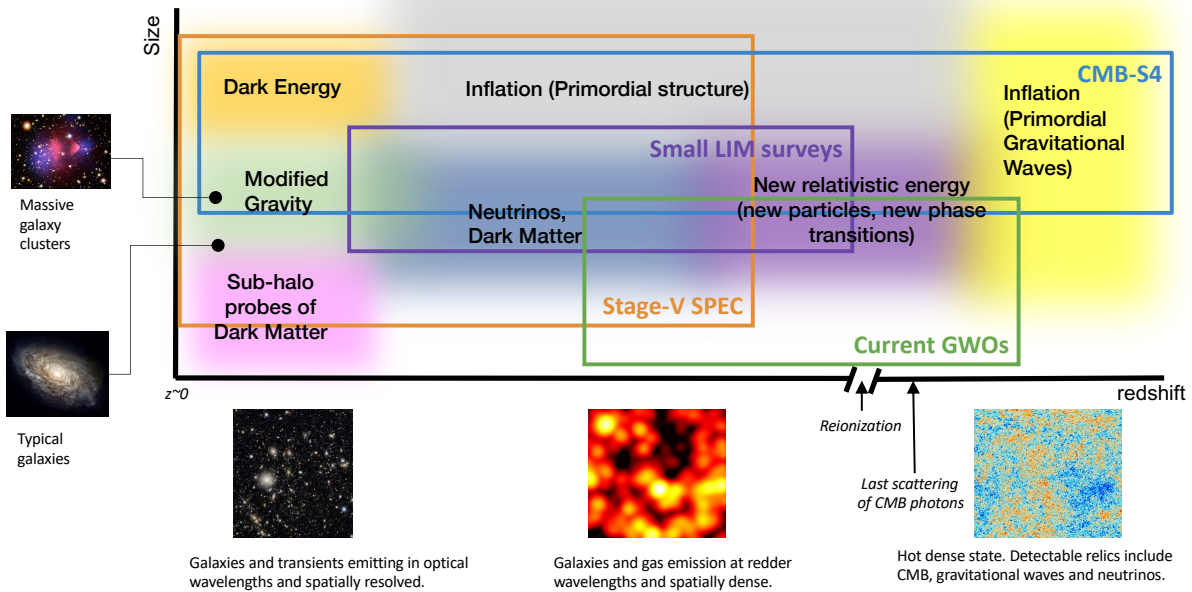 Size
Dark Energy
Inflation (Primordial structure)
CMB-S4
Inflation
(Primordial
Gravitational
Waves)
Small LIM surveys
Massive
galaxy
clusters
Modified
Gravity
New relativistic energy
(new particles, new phase
transitions)
Neutrinos,
Dark Matter
Sub-halo
probes of
Dark Matter
Stage-V SPEC
Current GWOs
z~0
redshift
Typical
galaxies
Reionization
Last scattering
of CMB photons
Galaxies and transients emitting in optical
wavelengths and spatially resolved.
Galaxies and gas emission at redder
wavelengths and spatially dense.
Hot dense state. Detectable relics include
CMB, gravitational waves and neutrinos.